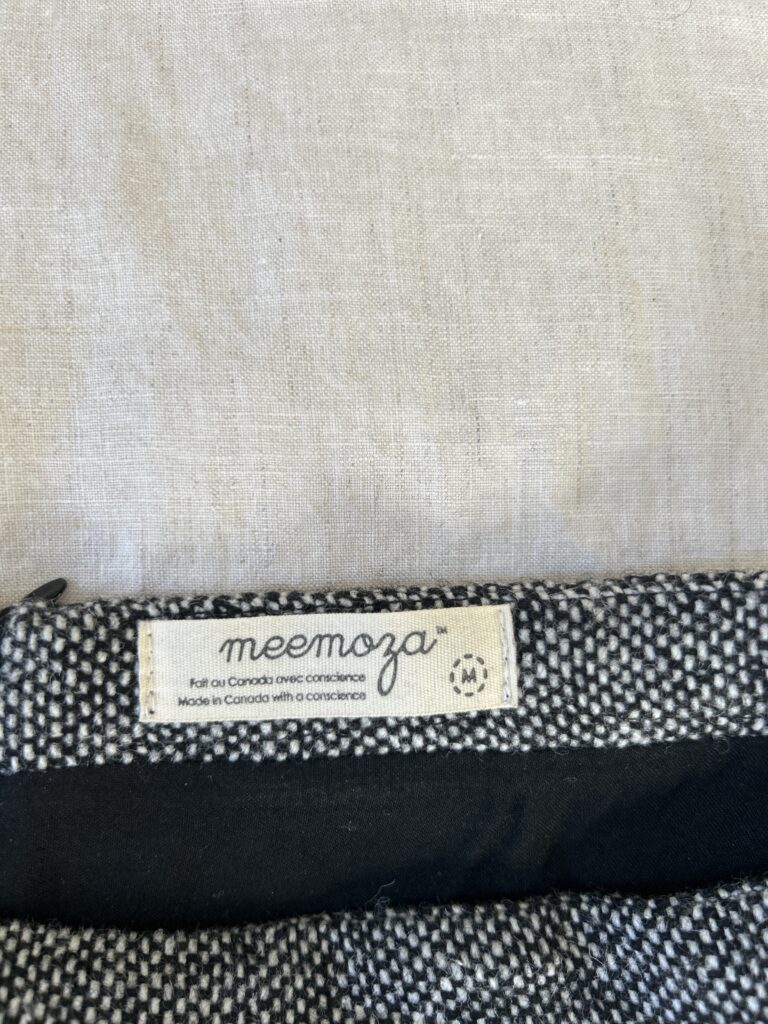 meemoza™
Fait au Canada avec conscience
Made in Canada with a conscience
M